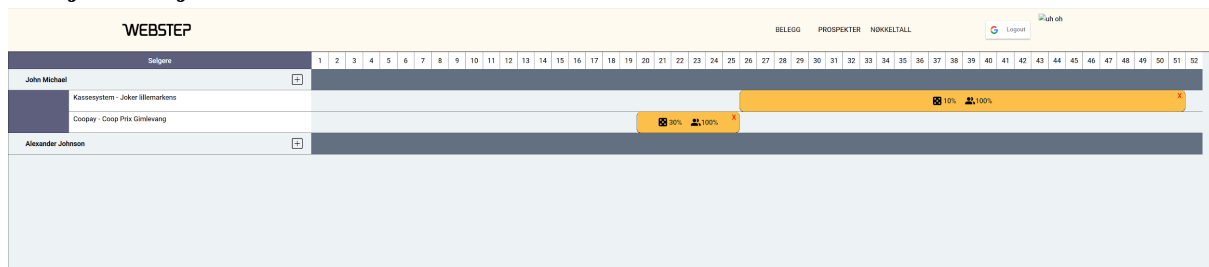 WEBSTEP
BELEGG PROSPEKTER NØKKELTALL
Logout
uh oh
Selgere 1 2 3 4 5 6 7 8 9 10 11 12 13 14 15 16 17 18 19 20 21 22 23 24 25 26 27 28 29 30 31 32 33 34 35 36 37 38 39 40 41 42 43 44 45 46 47 48 49 50 51 52
John Michael
Kassesystem - Joker lillemarkens 10% 100% X
Coopay - Coop Prix Gimlevang 30% 100% X
Alexander Johnson